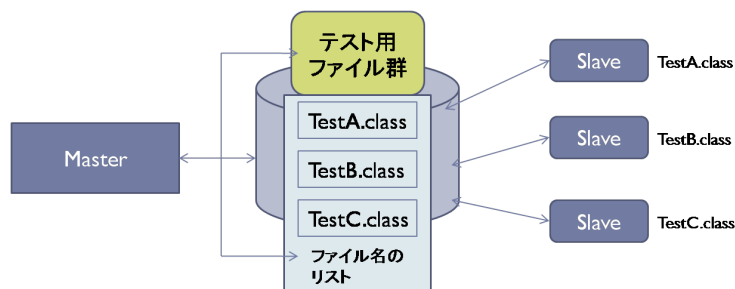 テスト用
ファイル群
TestA.class
TestB.class
TestC.class
ファイル名の
リスト
Master
Slave
TestA.class
Slave
TestB.class
Slave
TestC.class